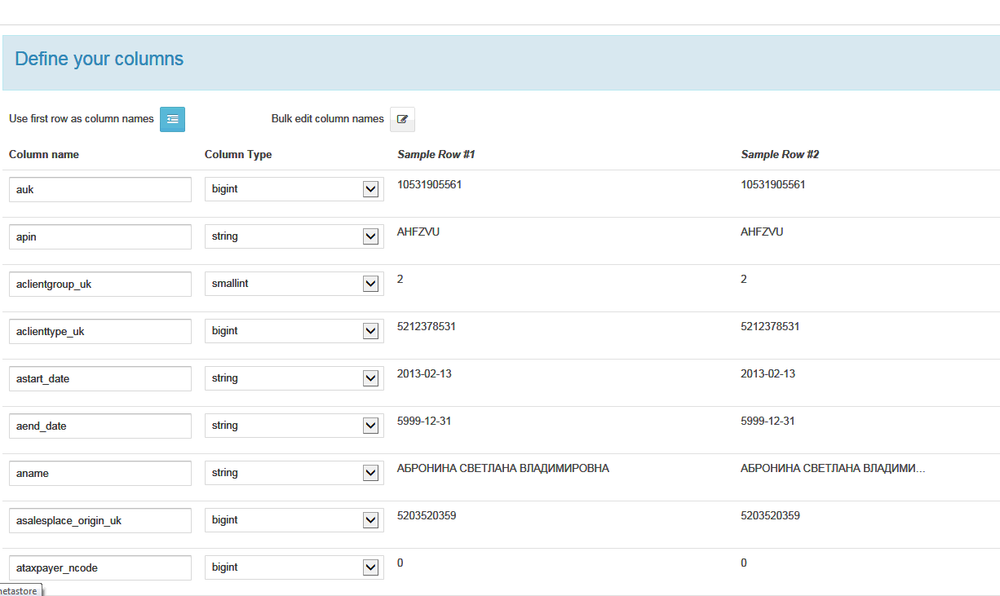 Define your columns
Use first row as column names Bulk edit column names
Column name Column Type Sample Row #1 Sample Row #2
auk bigint 10531905561 10531905561
apin string AHFZVU AHFZVU
aclientgroup_uk smallint 2 2
aclienttype_uk bigint 5212378531 5212378531
astart_date string 2013-02-13 2013-02-13
aend_date string 5999-12-31 5999-12-31
aname string АБРОНИНА СВЕТЛАНА ВЛАДИМИРОВНА АБРОНИНА СВЕТЛАНА ВЛАДИМИ...
asalesplace_origin_uk bigint 5203520359 5203520359
ataxpayer_ncode bigint 0 0
etastore